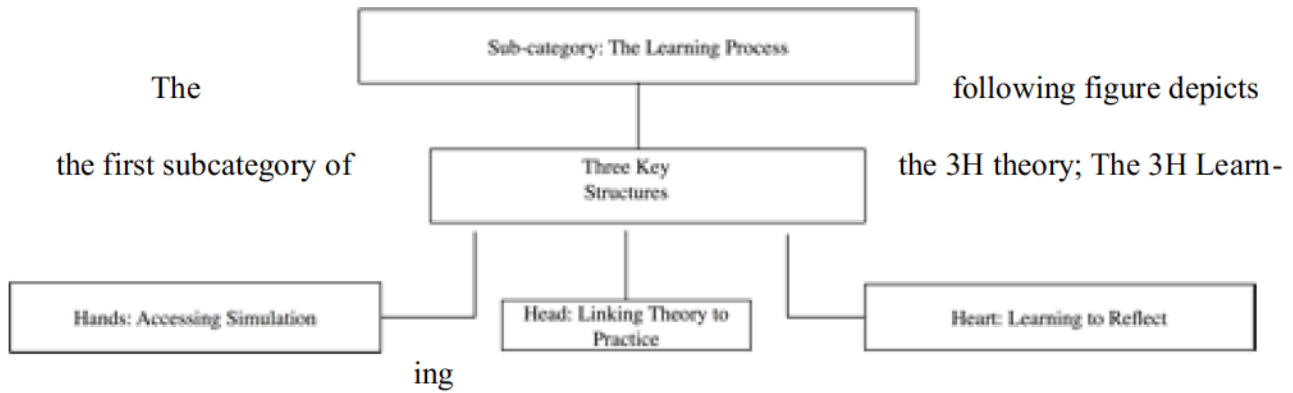 Sub-category: The Learning Process
The following figure depicts
the first subcategory of the 3H theory; The 3H Learn-
Three Key
Structures
Hands: Accessing Simulation
Head: Linking Theory to
Practice
Heart: Learning to Reflect
ing